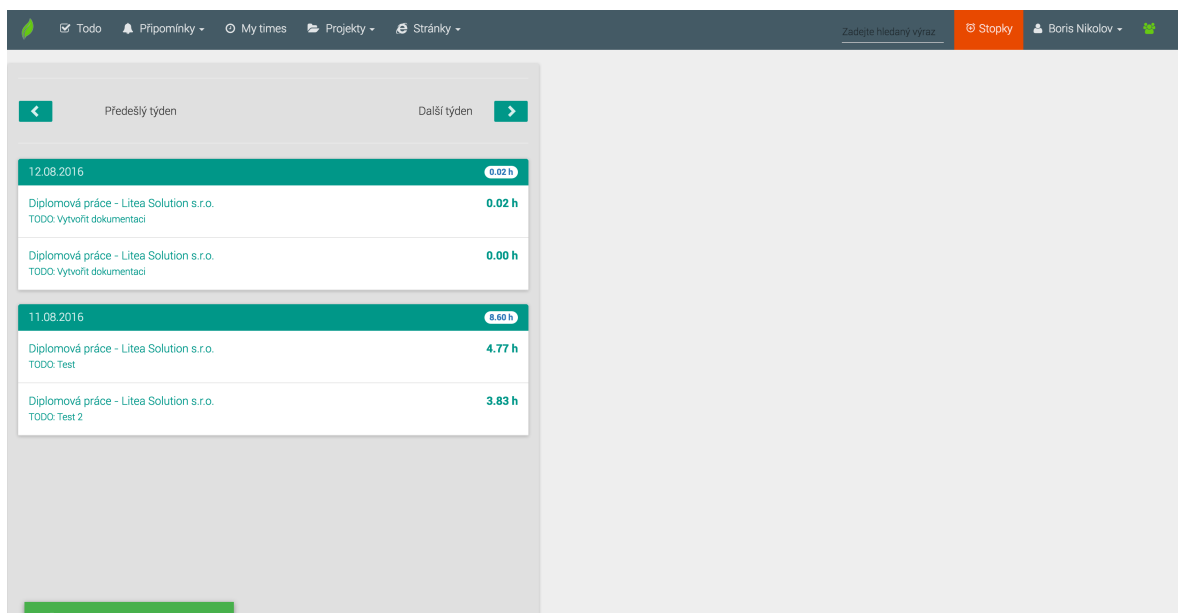 Todo Připomínky My times Projekty Stránky Zadejte hledaný výraz Stopky Boris Nikolov
Předešlý týden Další týden
12.08.2016 0.02 h
Diplomová práce - Litea Solution s.r.o. 0.02 h
TODO: Vytvořit dokumentaci
Diplomová práce - Litea Solution s.r.o. 0.00 h
TODO: Vytvořit dokumentaci
11.08.2016 8.60 h
Diplomová práce - Litea Solution s.r.o. 4.77 h
TODO: Test
Diplomová práce - Litea Solution s.r.o. 3.83 h
TODO: Test 2